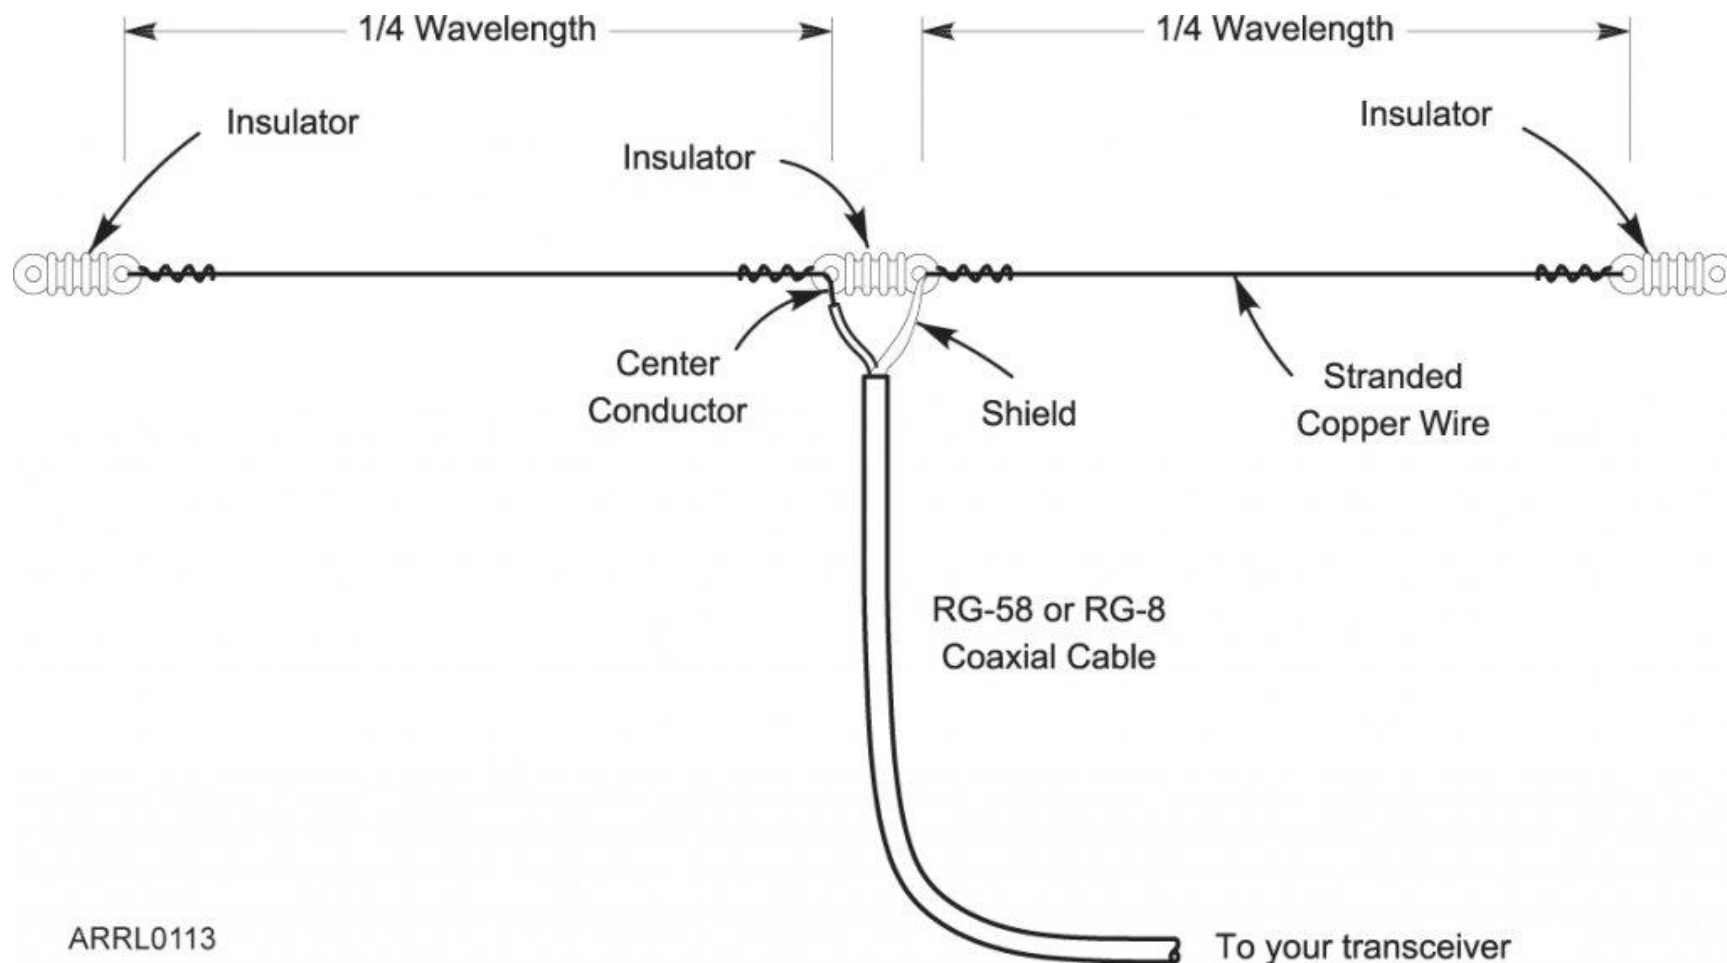 1/4 Wavelength
1/4 Wavelength
Insulator
Insulator
Insulator
Center
Conductor
Shield
Stranded
Copper Wire
RG-58 or RG-8
Coaxial Cable
ARRL0113
To your transceiver